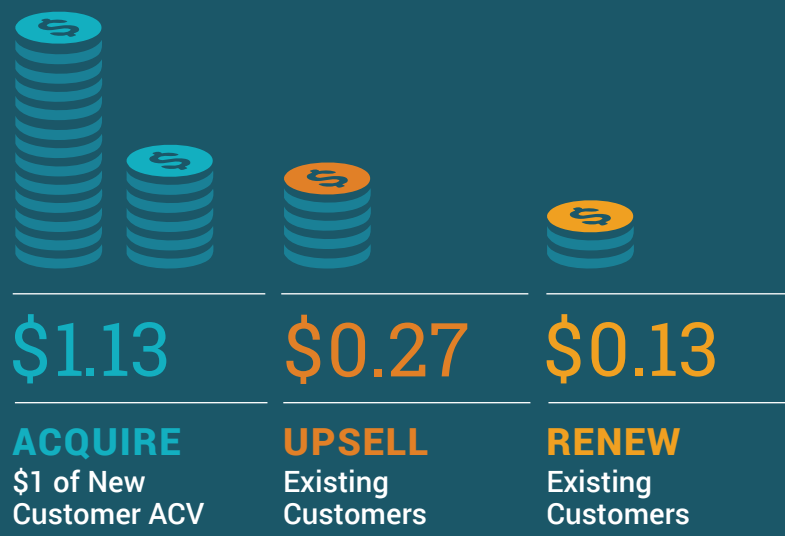 $ $ $ $
$1.13
ACQUIRE
$1 of New
Customer ACV
$0.27
UPSELL
Existing
Customers
$0.13
RENEW
Existing
Customers